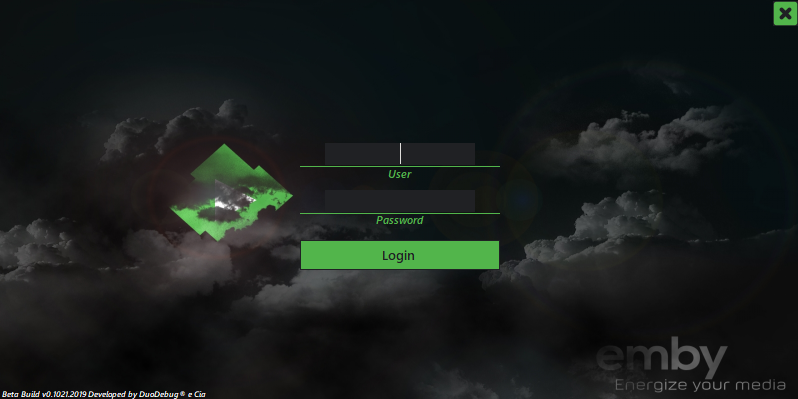 User
Password
Login
emby
Energize your media
Beta Build v0.1021.2019 Developed by DuoDebug® e Cia